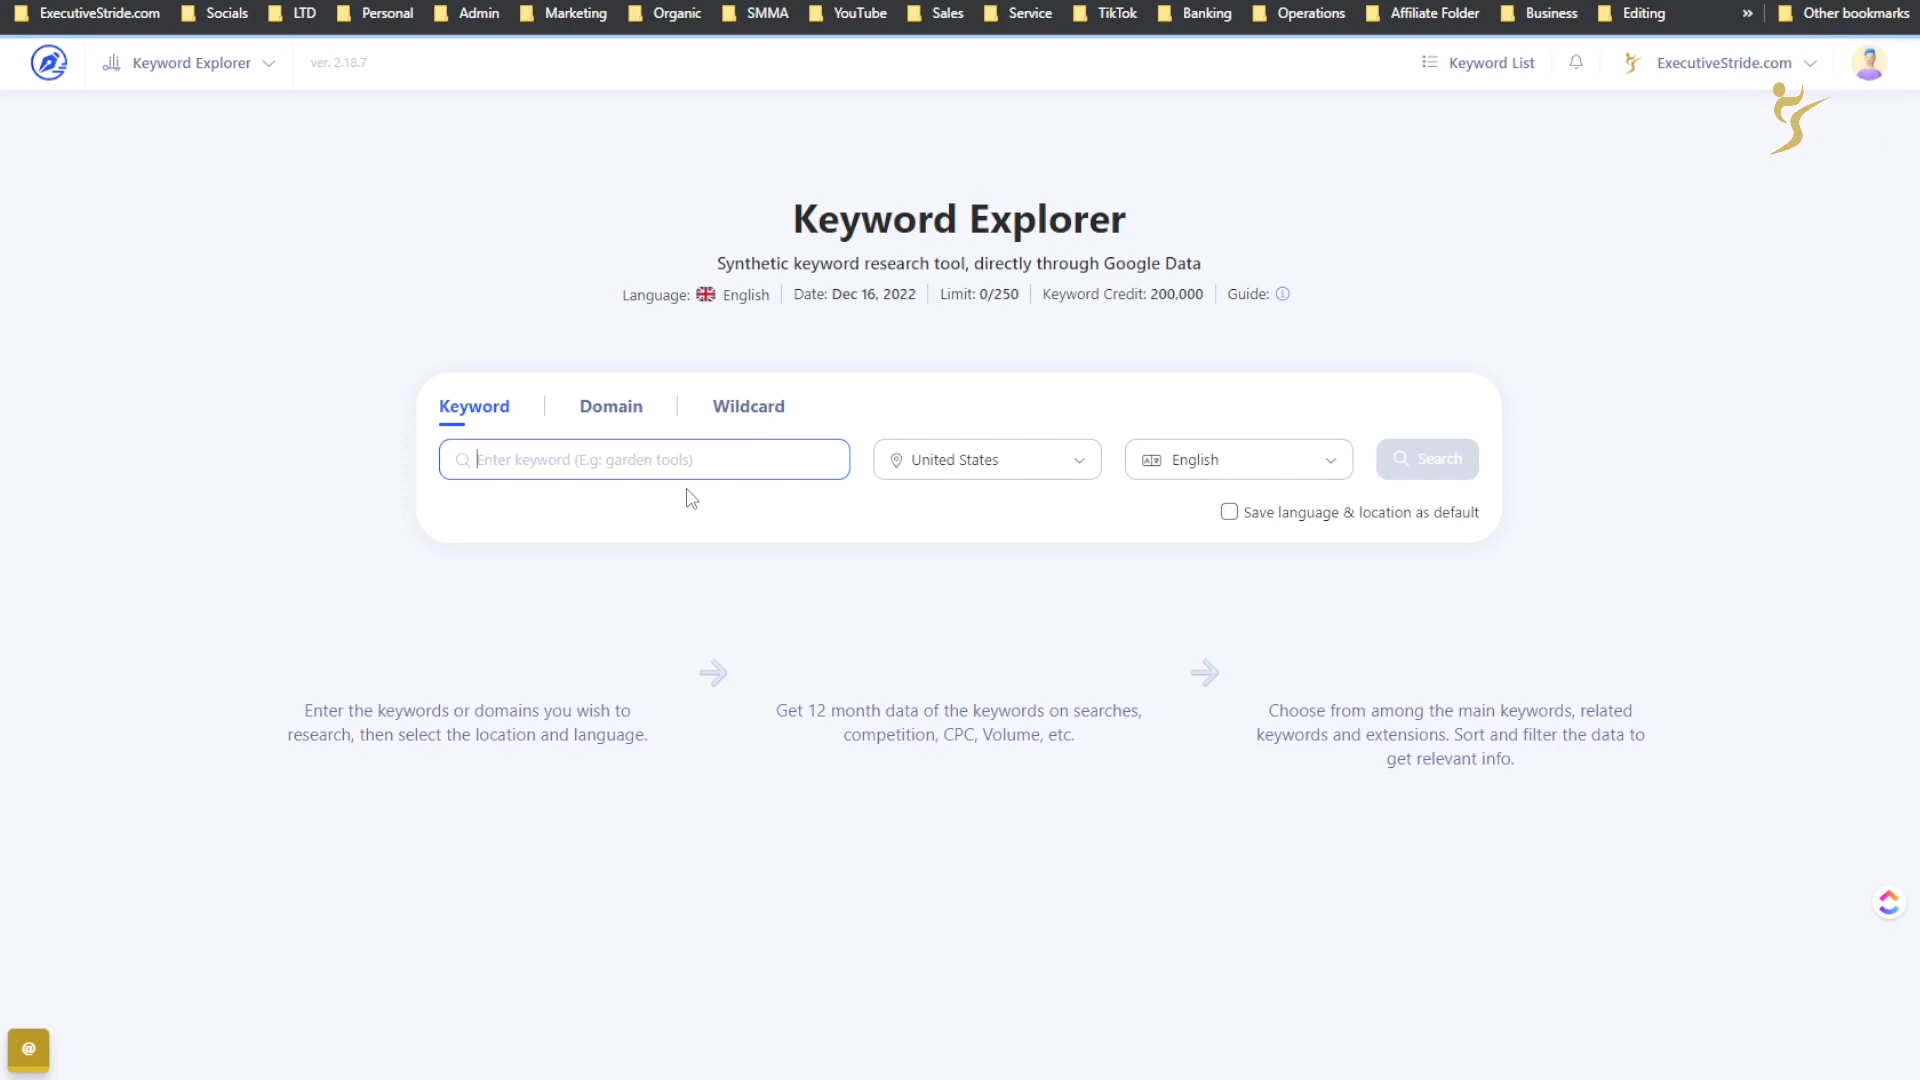 ExecutiveStride.com Socials LTD Personal Admin Marketing Organic SMMA YouTube Sales Service TikTok Banking Operations Affiliate Folder Business Editing » Other bookmarks
Keyword Explorer ver. 2.18.7 Keyword List ExecutiveStride.com
Keyword Explorer
Synthetic keyword research tool, directly through Google Data
Language: English Date: Dec 16, 2022 Limit: 0/250 Keyword Credit: 200,000 Guide:
Keyword Domain Wildcard
Enter keyword (E.g: garden tools) United States English Search
Save language & location as default
Enter the keywords or domains you wish to
research, then select the location and language.
Get 12 month data of the keywords on searches,
competition, CPC, Volume, etc.
Choose from among the main keywords, related
keywords and extensions. Sort and filter the data to
get relevant info.
@